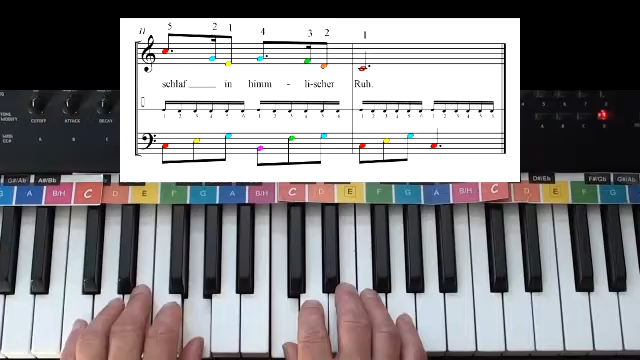 11 5 2 1 4 3 2 1
schlaf in himm - li-scher Ruh.
1 2 3 4 5 6 1 2 3 4 5 6 1 2 3 4 5 6 1 2 3 4 5 6
TONE MODIFY CUTOFF ATTACK DECAY
A B C
G#/Ab A#/Bb D#/Eb F#/Gb G#/Ab
G A B/H C D E F G A B/H C D E F G A B/H C D E F G